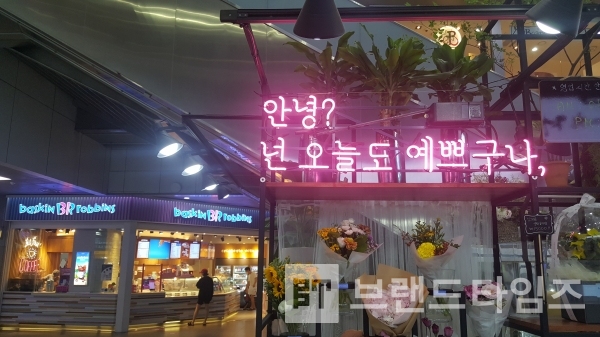 안녕?
넌 오늘도 예쁘구나,
baskin BR robbins
baskin BR robbins
브랜드타임즈